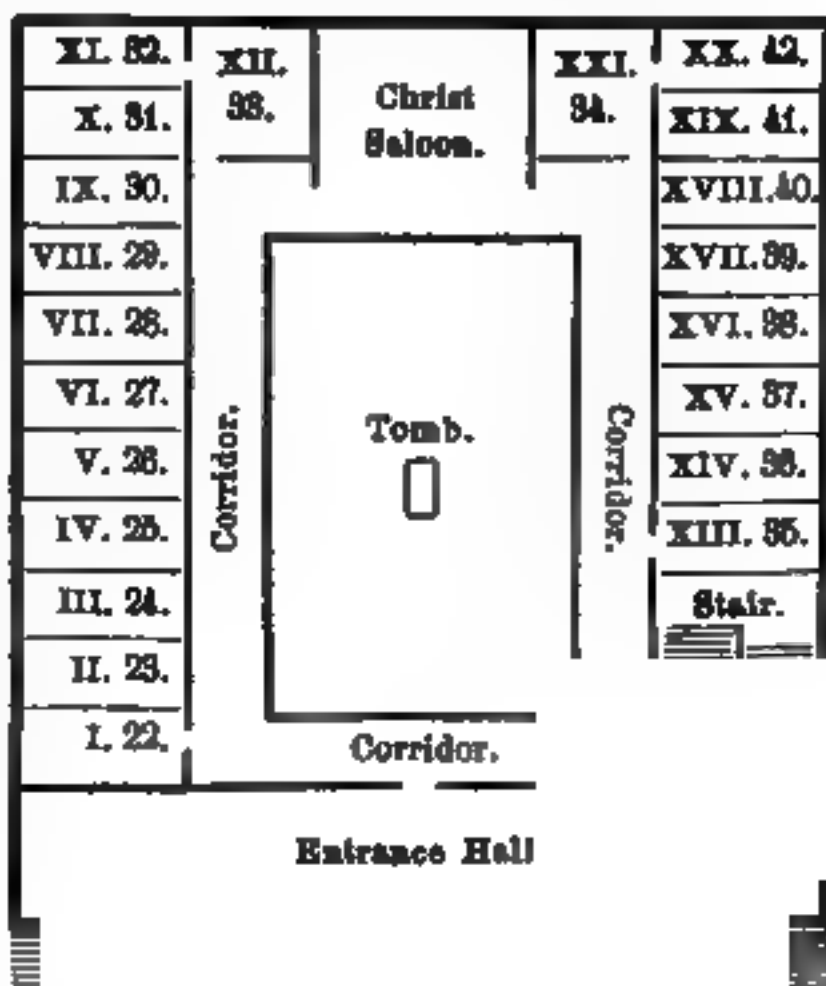 XI. 32.
XII.
33.
Christ
Saloon.
XXI.
34.
XX. 42.
X. 31.
XIX. 41.
IX. 30.
XVIII. 40.
VIII. 29.
XVII. 39.
VII. 28.
XVI. 38.
VI. 27.
XV. 37.
Corridor.
Tomb.
Corridor.
V. 26.
XIV. 36.
IV. 25.
XIII. 35.
III. 24.
Stair.
II. 23.
I. 22.
Corridor.
Entrance Hall